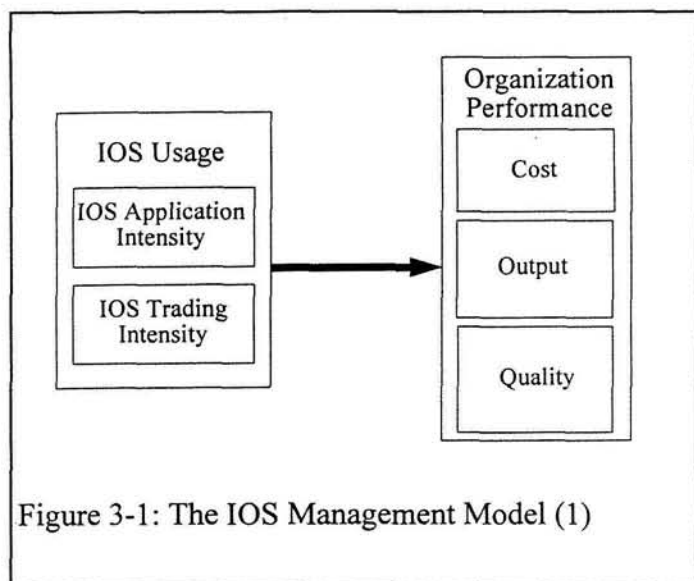 IOS Usage
IOS Application
Intensity
IOS Trading
Intensity
Organization
Performance
Cost
Output
Quality
Figure 3-1: The IOS Management Model (1)